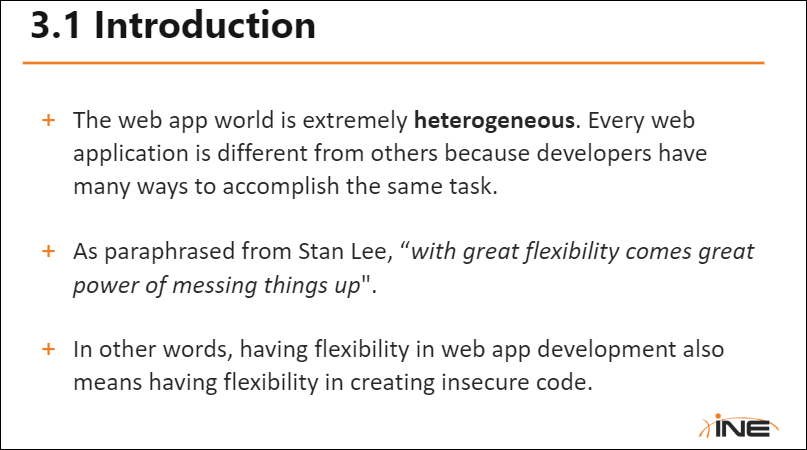 3.1 Introduction
+ The web app world is extremely heterogeneous. Every web
application is different from others because developers have
many ways to accomplish the same task.
+ As paraphrased from Stan Lee, “with great flexibility comes great
power of messing things up".
+ In other words, having flexibility in web app development also
means having flexibility in creating insecure code.
INE